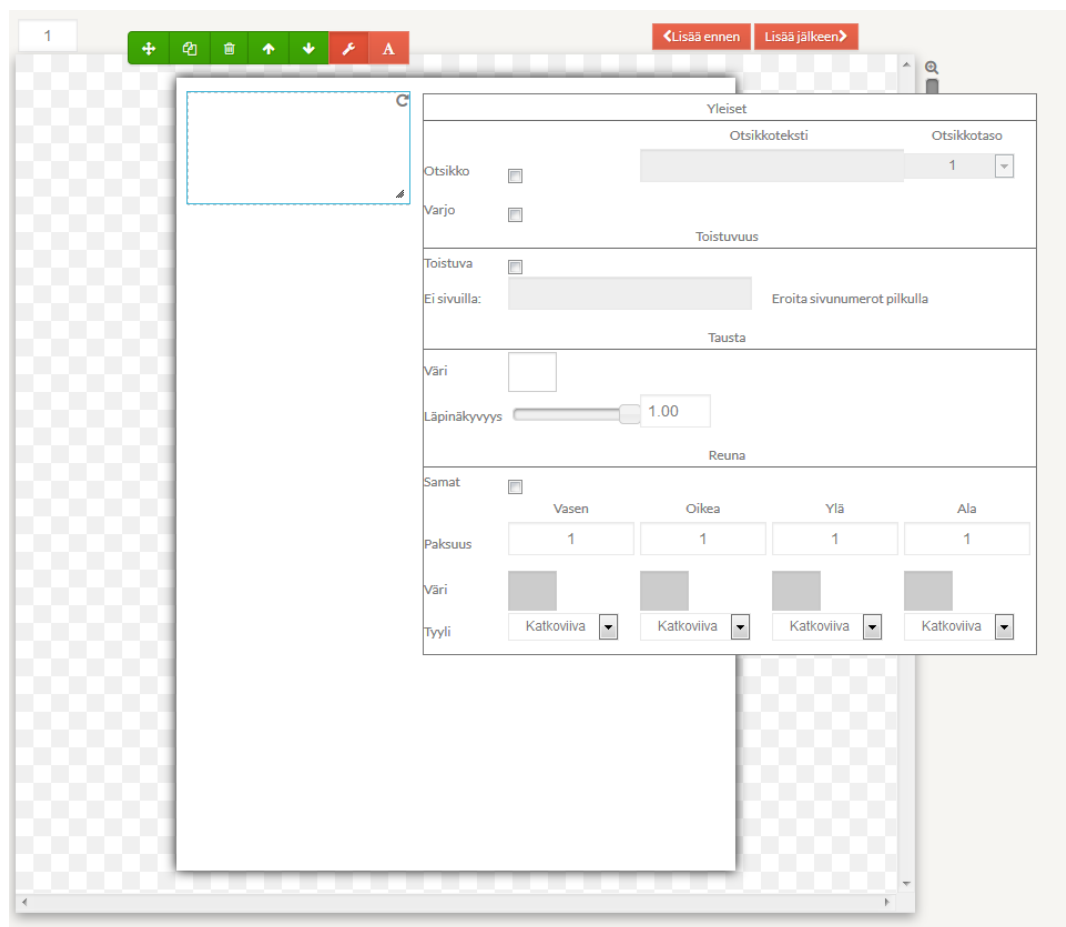 1
A
Lisää ennen
Lisää jälkeen
Yleiset
Otsikkoteksti Otsikkotaso
Otsikko 1
Varjo
Toistuvuus
Toistuva
Ei sivuilla: Eroita sivunumerot pilkulla
Tausta
Väri
Läpinäkyvyys 1.00
Reuna
Samat
Vasen Oikea Ylä Ala
Paksuus 1 1 1 1
Väri
Tyyli Katkoviiva Katkoviiva Katkoviiva Katkoviiva